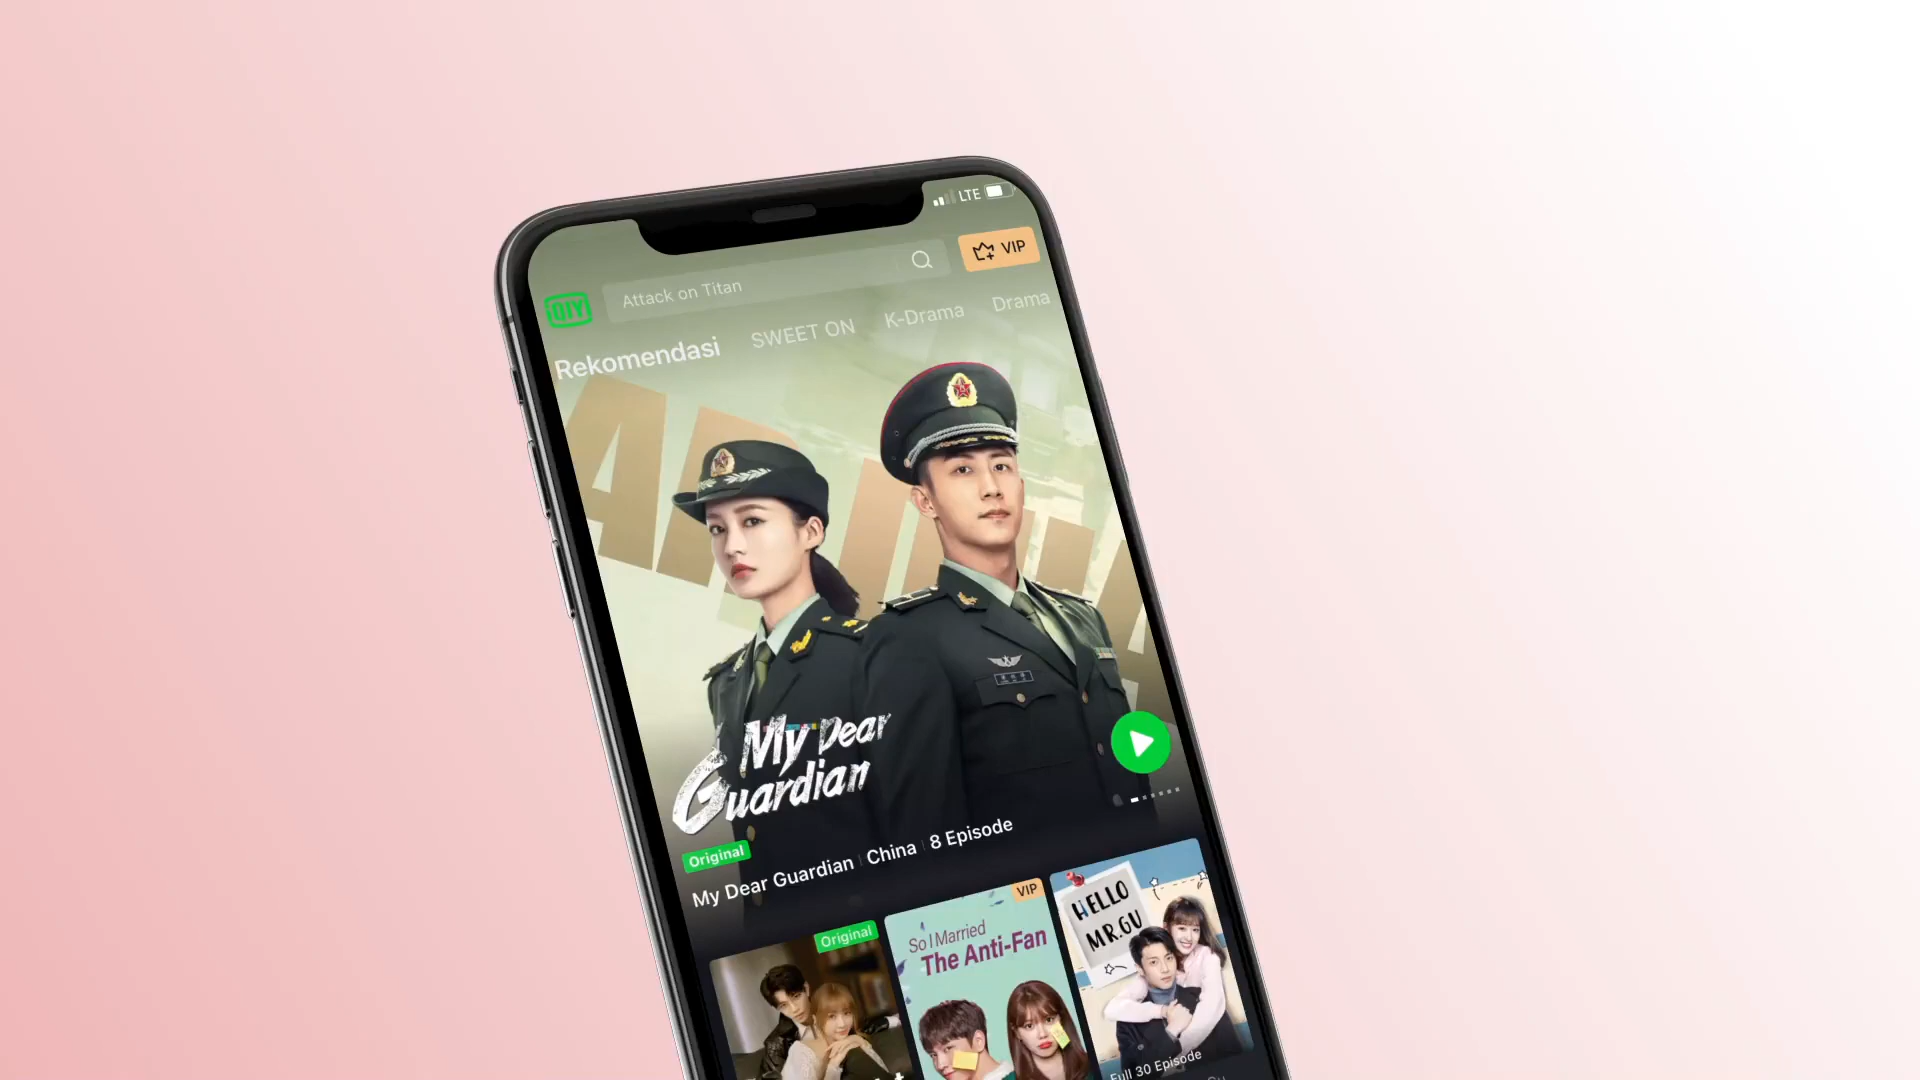 LTE
VIP
QIY
Attack on Titan
Rekomendasi SWEET ON K-Drama Drama
My Dear
Guardian
Original
My Dear Guardian China 8 Episode
Original
VIP
So I Married
The Anti-Fan
HELLO
MR.GU
Full 30 Episode